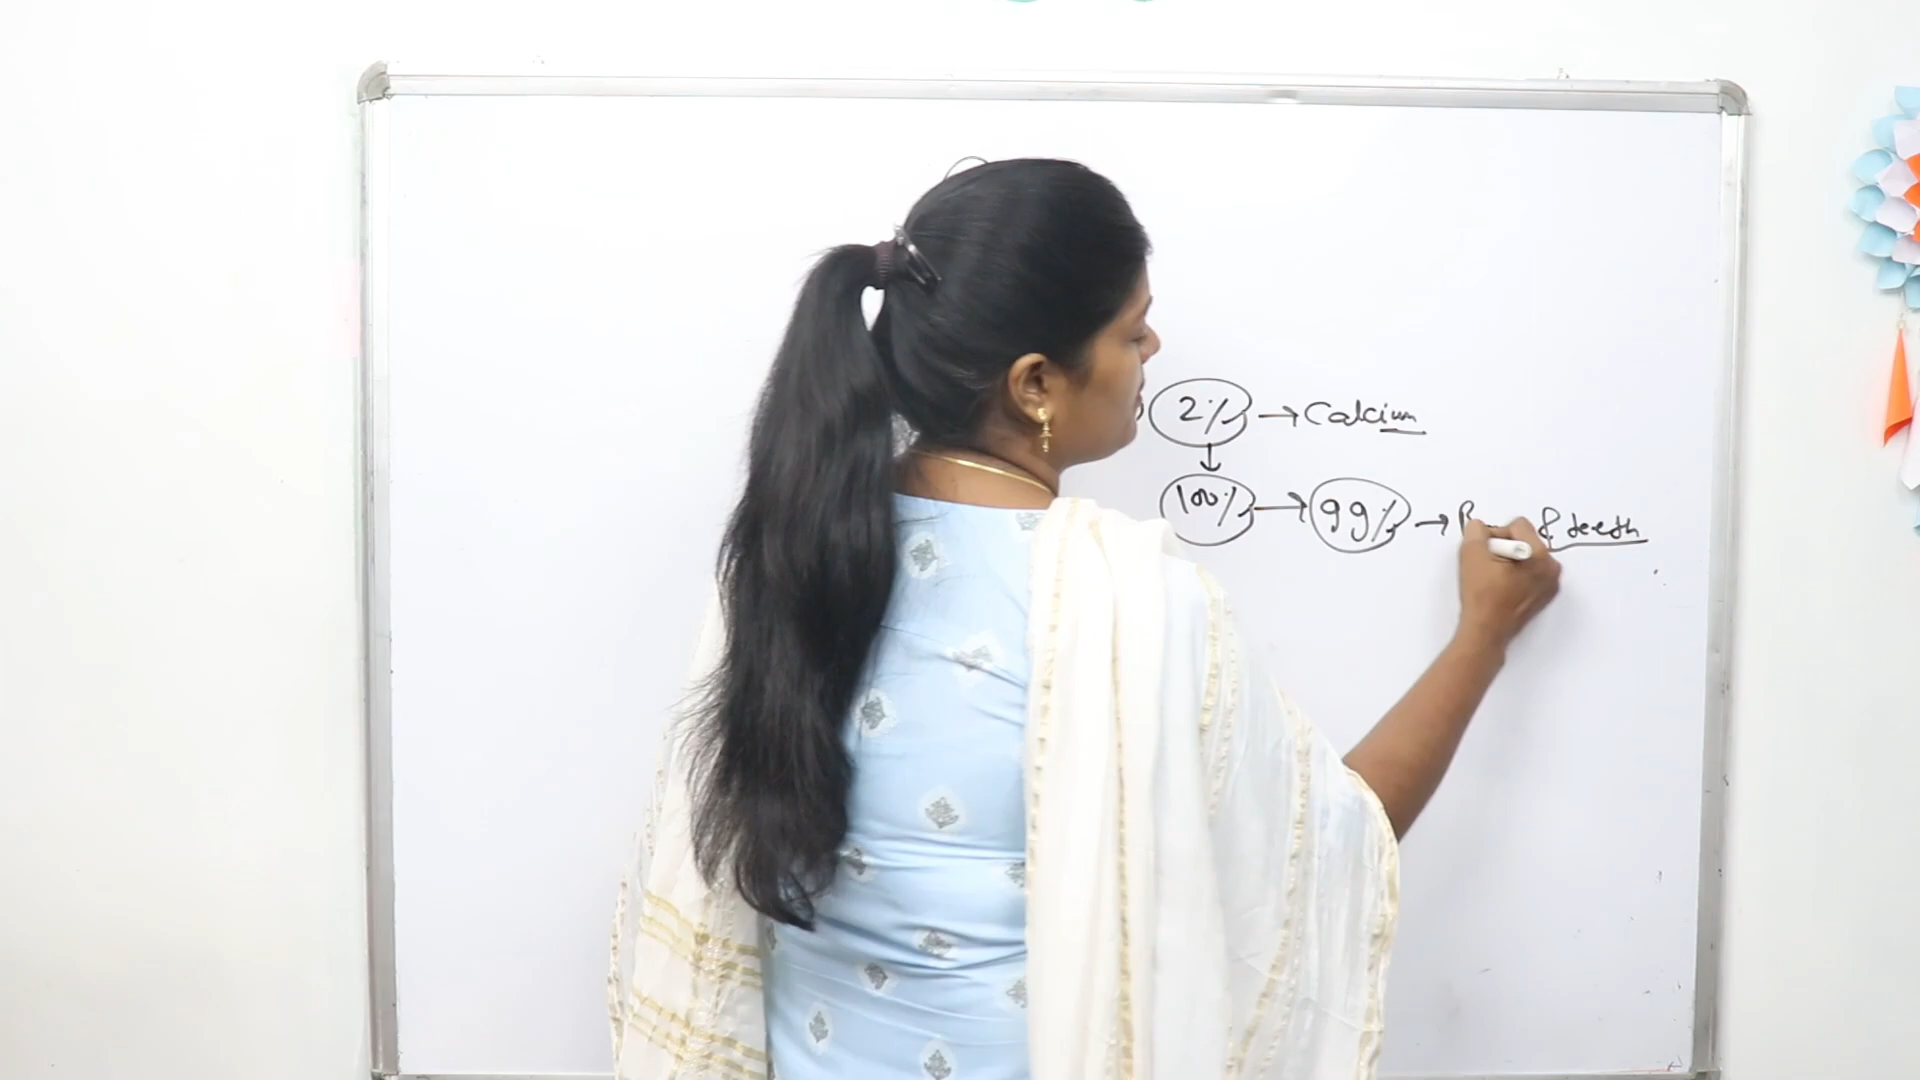 2% → Calcium
↓
100% → 99% → & teeth